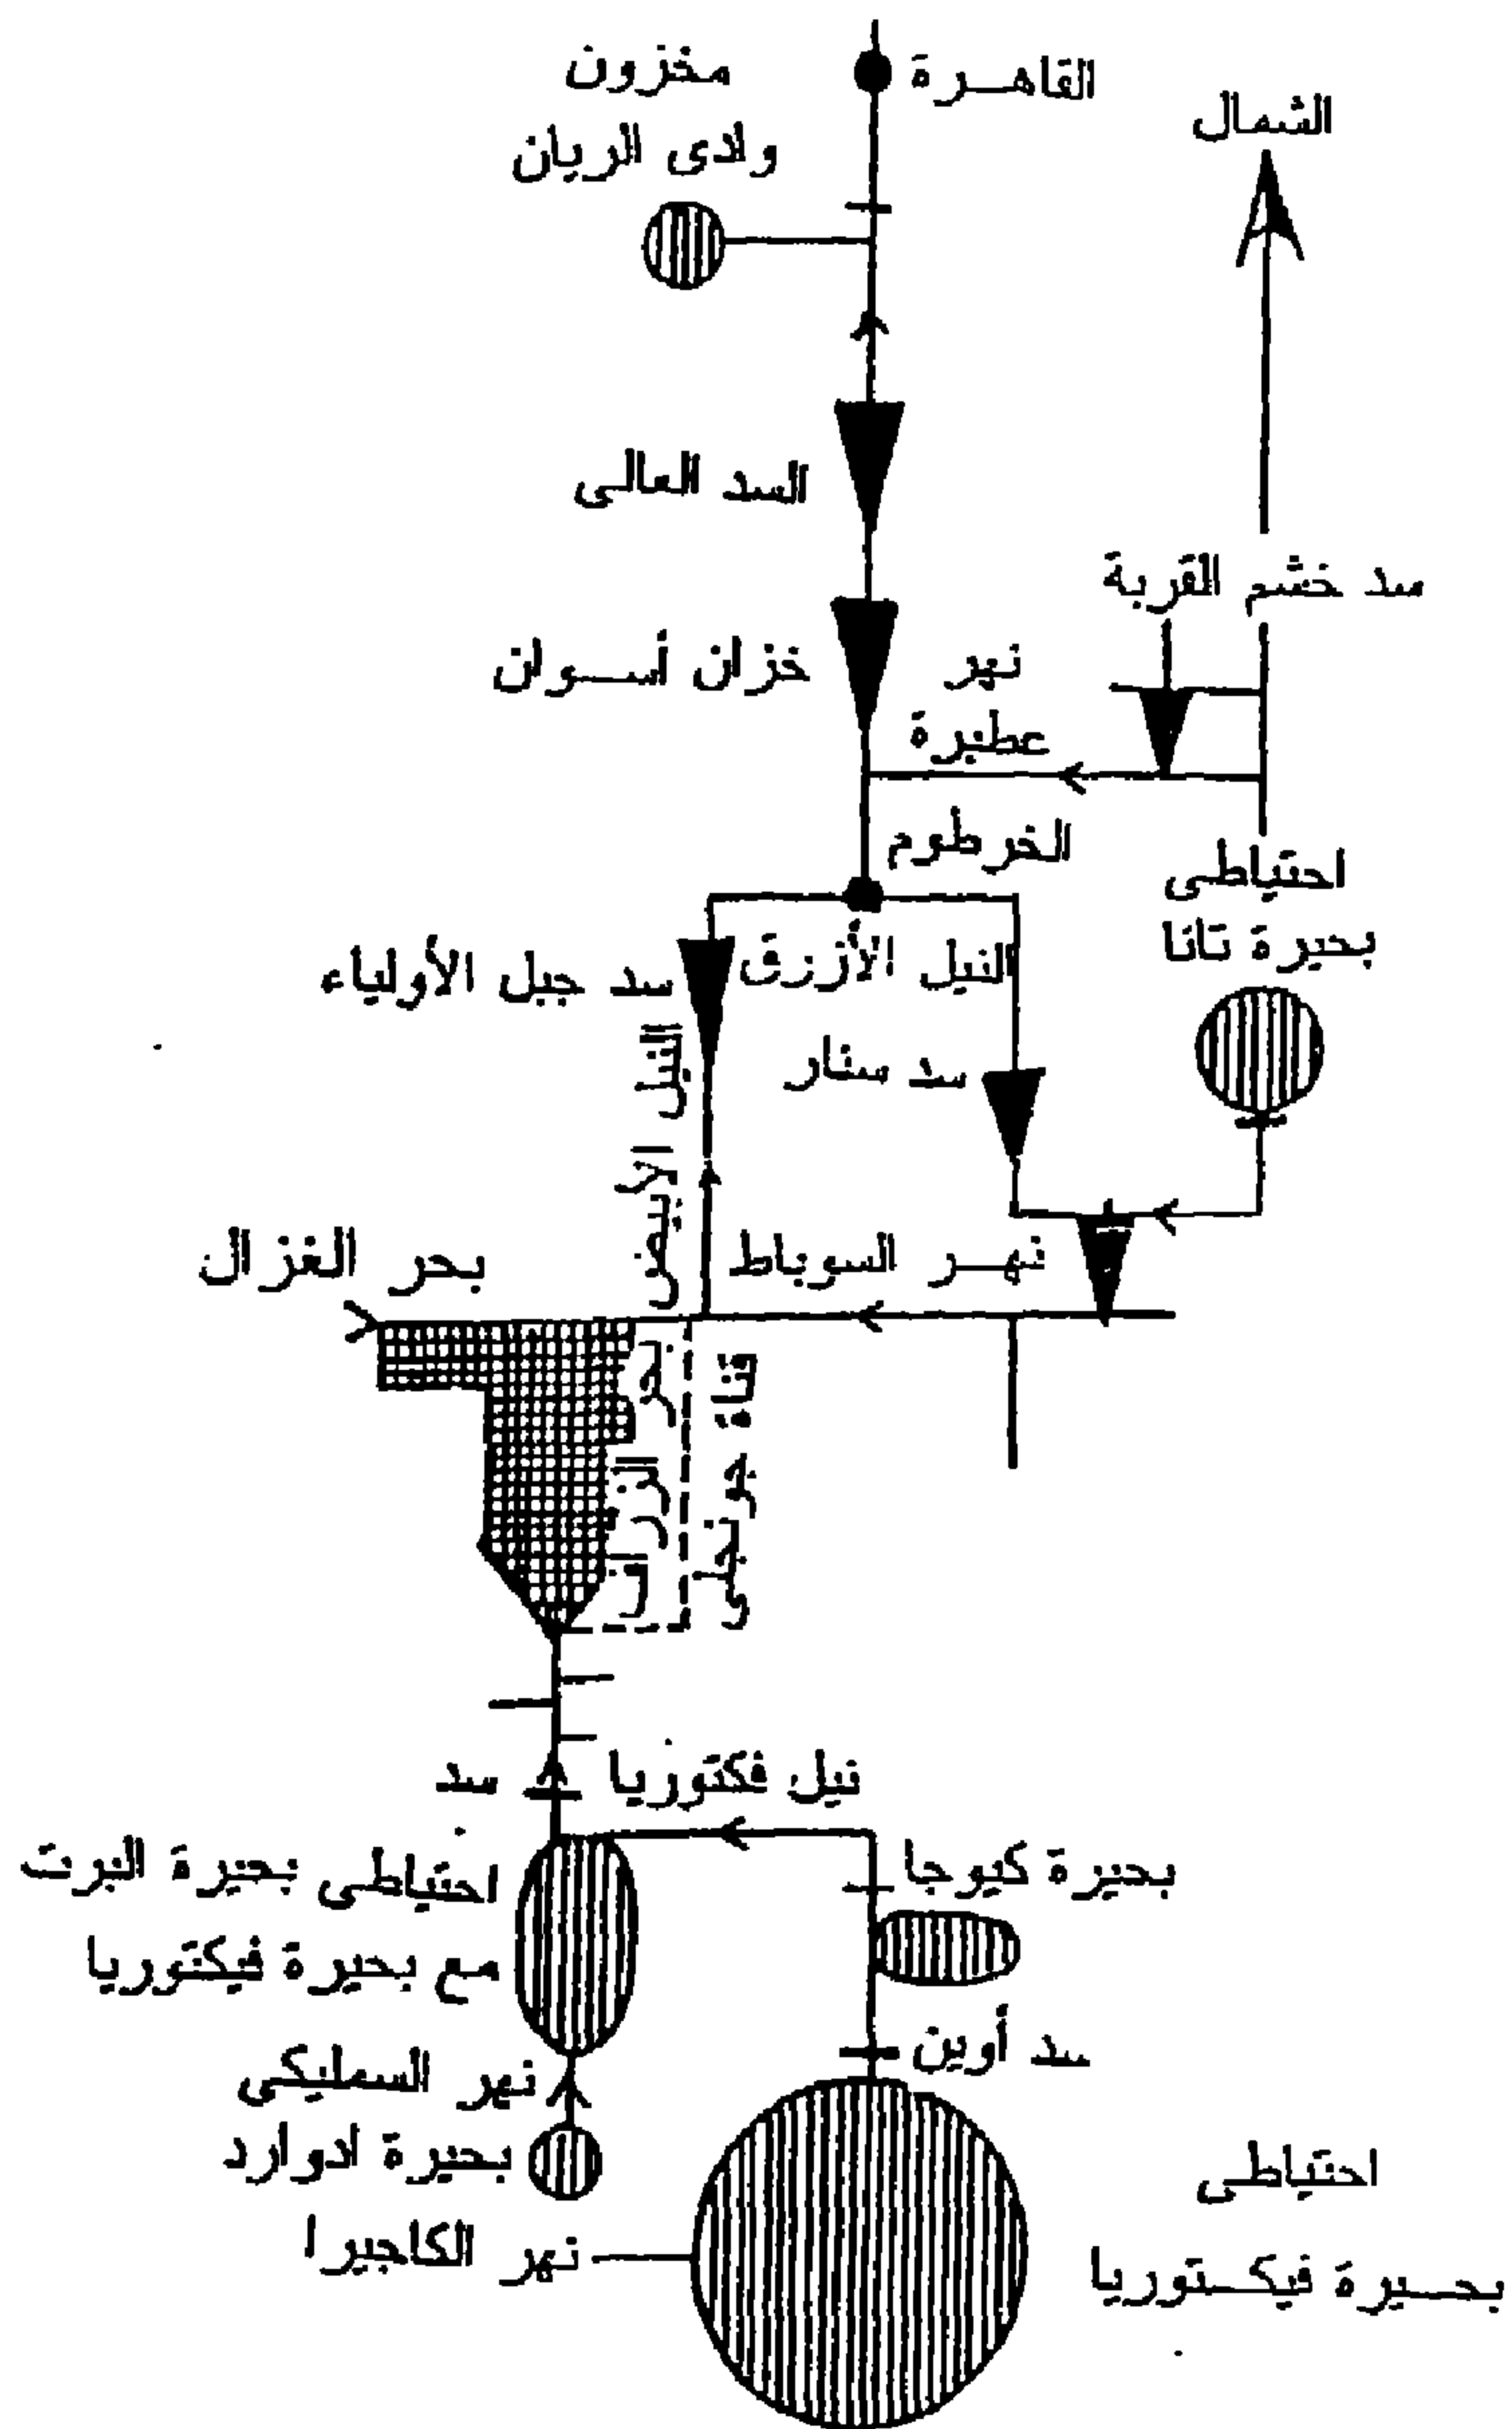 القاهرة
مخزون
وادى الريان
الشمال
السد العالى
سد خشم القربة
خزان أسوان
نهر
عطبرة
الخرطوم
احتياطى
بحيرة تانا
النيل الأزرق
سد جبل الأولياء
سد سنار
النيل الأبيض
نهر السوباط
بحر الغزال
بحر الزراف
قناة جونجلى
نيل فكتوريا
سد
بحيرة كيوجا
احتياطى بحيرة البرت
مع بحيرة فيكتوريا
سد أوين
نهر السمليكى
بحيرة ادوارد
نهر الكاجيرا
احتياطى
بحيرة فيكتوريا